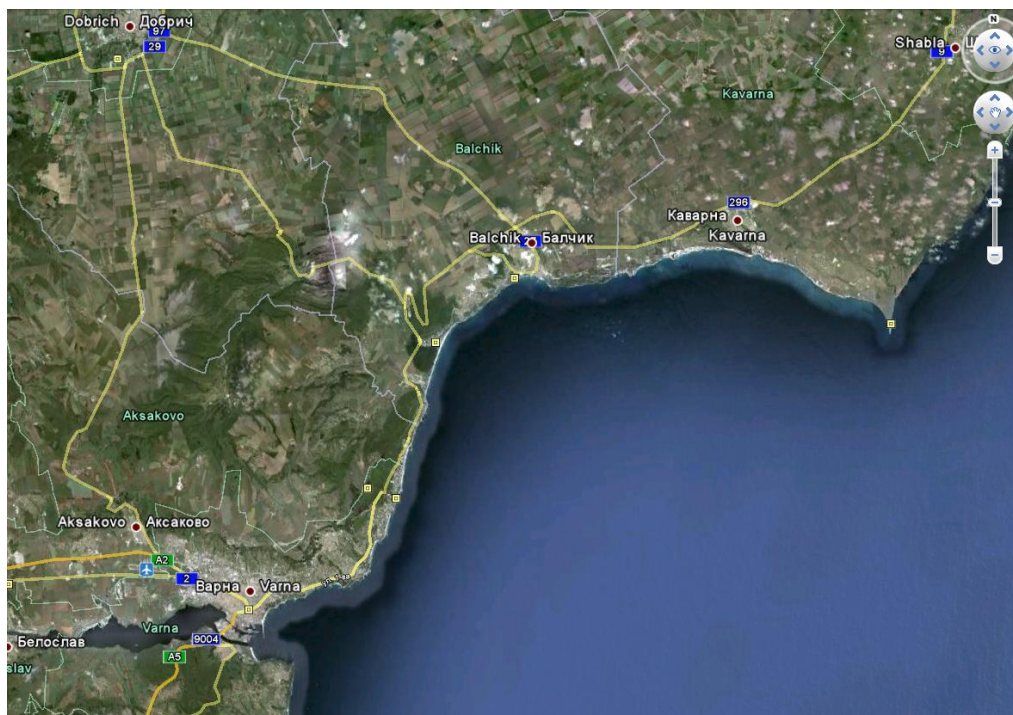 Dobrich Добрич
97
29
N
Shabla
9
Kavarna
Balchik
296
Каварна
Kavarna
Balchik Балчик
Aksakovo
Aksakovo Аксаково
A2
2
Варна Varna
Varna
9004
Белослав
slav
A5